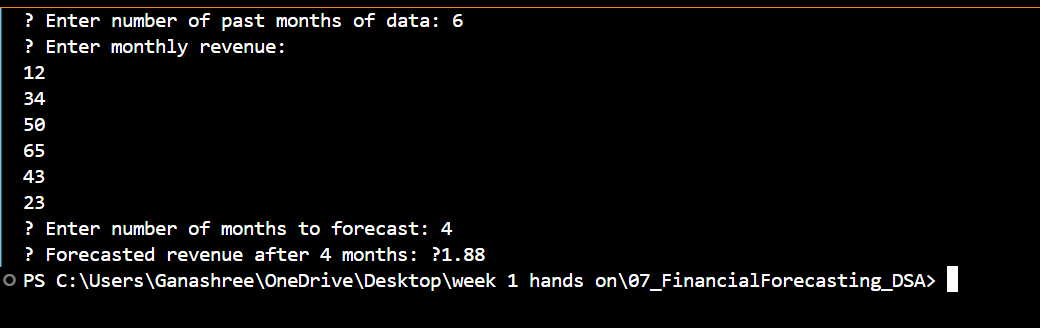 ? Enter number of past months of data: 6
? Enter monthly revenue:
12
34
50
65
43
23
? Enter number of months to forecast: 4
? Forecasted revenue after 4 months: ?1.88
PS C:\Users\Ganashree\OneDrive\Desktop\week 1 hands on\07_FinancialForecasting_DSA>